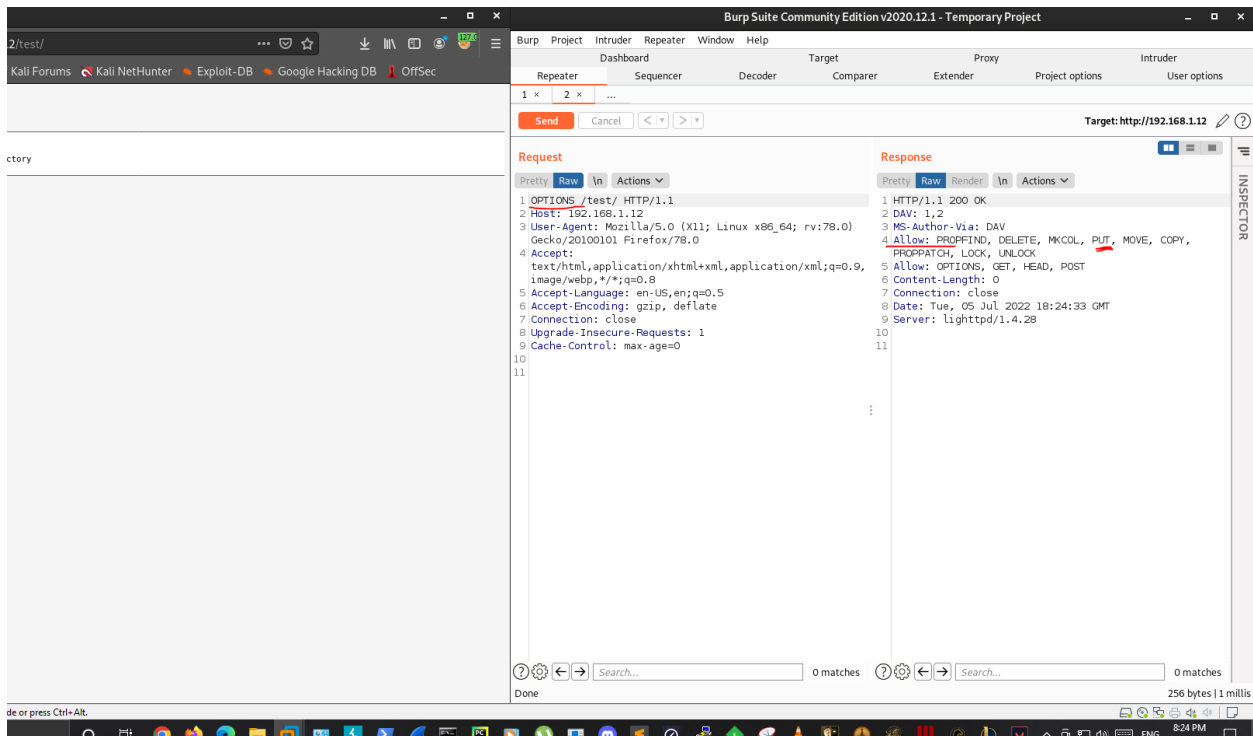 2/test/
Kali Forums Kali NetHunter Exploit-DB Google Hacking DB OffSec
ctory
Burp Suite Community Edition v2020.12.1 - Temporary Project
Burp Project Intruder Repeater Window Help
Dashboard Target Proxy Intruder
Repeater Sequencer Decoder Comparer Extender Project options User options
1 × 2 × ...
Send Cancel < > Target: http://192.168.1.12
Request
Pretty Raw \n Actions
1 OPTIONS /test/ HTTP/1.1
2 Host: 192.168.1.12
3 User-Agent: Mozilla/5.0 (X11; Linux x86_64; rv:78.0)
Gecko/20100101 Firefox/78.0
4 Accept:
text/html,application/xhtml+xml,application/xml;q=0.9,
image/webp,*/*;q=0.8
5 Accept-Language: en-US,en;q=0.5
6 Accept-Encoding: gzip, deflate
7 Connection: close
8 Upgrade-Insecure-Requests: 1
9 Cache-Control: max-age=0
10
11
Response
Pretty Raw Render \n Actions
1 HTTP/1.1 200 OK
2 DAV: 1,2
3 MS-Author-Via: DAV
4 Allow: PROPFIND, DELETE, MKCOL, PUT, MOVE, COPY,
PROPPATCH, LOCK, UNLOCK
5 Allow: OPTIONS, GET, HEAD, POST
6 Content-Length: 0
7 Connection: close
8 Date: Tue, 05 Jul 2022 18:24:33 GMT
9 Server: lighttpd/1.4.28
10
11
INSPECTOR
Search... 0 matches
Search... 0 matches
Done
256 bytes | 1 millis
de or press Ctrl+Alt.
ENG 8:24 PM